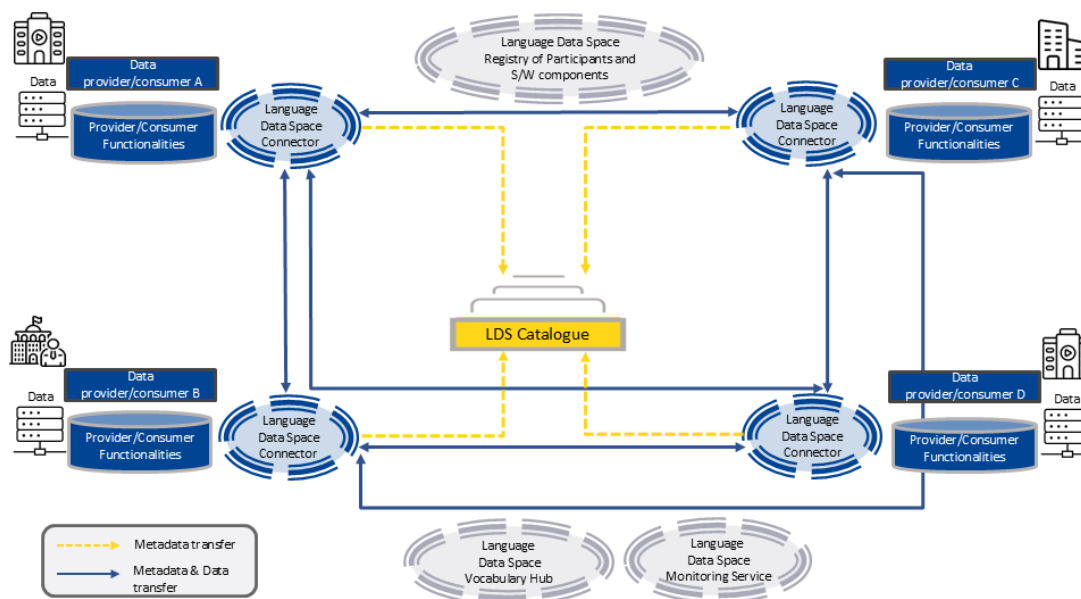 Language Data Space
Registry of Participants and
S/W components
Data
provider/consumer A
Data
Provider/Consumer
Functionalities
Language
Data Space
Connector
Language
Data Space
Connector
Data
provider/consumer C
Data
Provider/Consumer
Functionalities
LDS Catalogue
Data
provider/consumer B
Data
Provider/Consumer
Functionalities
Language
Data Space
Connector
Language
Data Space
Connector
Data
provider/consumer D
Data
Provider/Consumer
Functionalities
Metadata transfer
Metadata & Data
transfer
Language
Data Space
Vocabulary Hub
Language
Data Space
Monitoring Service